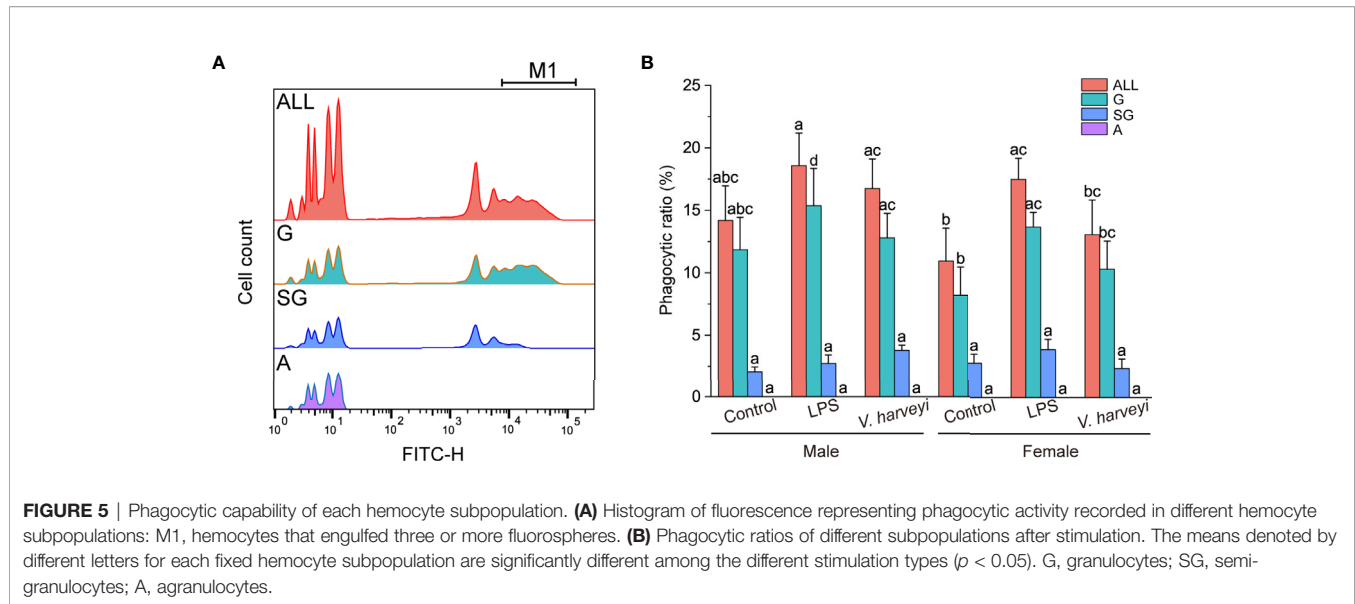 A
M1
ALL
G
SG
A
Cell count
10^0 10^1 10^2 10^3 10^4 10^5
FITC-H
B
ALL
G
SG
A
25
20
15
10
5
0
Phagocytic ratio (%)
abc abc a a
a d a a
ac ac a a
b b a a
ac ac a a
bc bc a a
Control LPS V. harveyi Control LPS V. harveyi
Male Female
FIGURE 5 | Phagocytic capability of each hemocyte subpopulation. (A) Histogram of fluorescence representing phagocytic activity recorded in different hemocyte
subpopulations: M1, hemocytes that engulfed three or more fluorospheres. (B) Phagocytic ratios of different subpopulations after stimulation. The means denoted by
different letters for each fixed hemocyte subpopulation are significantly different among the different stimulation types (p < 0.05). G, granulocytes; SG, semi-
granulocytes; A, agranulocytes.